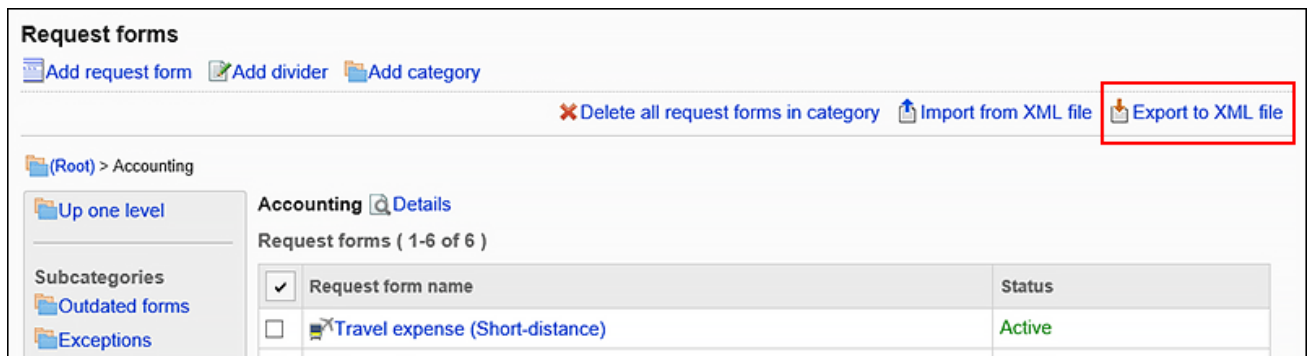 Request forms
Add request form Add divider Add category
Delete all request forms in category Import from XML file Export to XML file
(Root) > Accounting
Up one level
Accounting Details
Request forms ( 1-6 of 6 )
Subcategories
Outdated forms
Exceptions
Request form name Status
Travel expense (Short-distance) Active